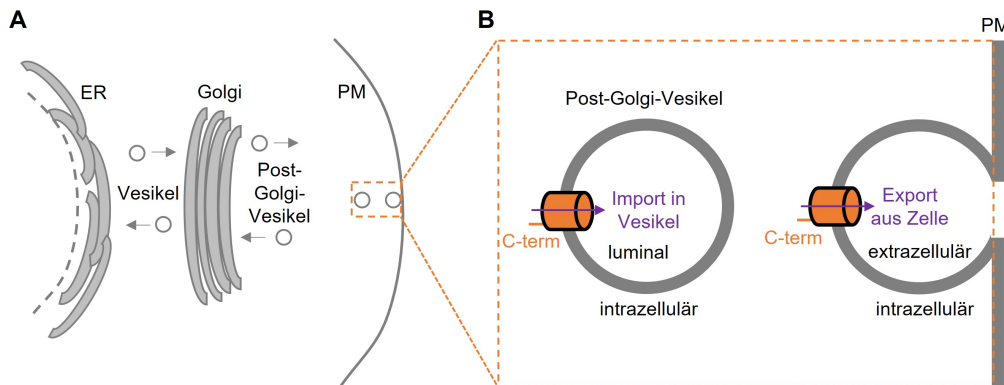 A
ER
Golgi
PM
Vesikel
Post-
Golgi-
Vesikel
B
PM
Post-Golgi-Vesikel
Import in
Vesikel
C-term
luminal
intrazellulär
Export
aus Zelle
C-term
extrazellulär
intrazellulär